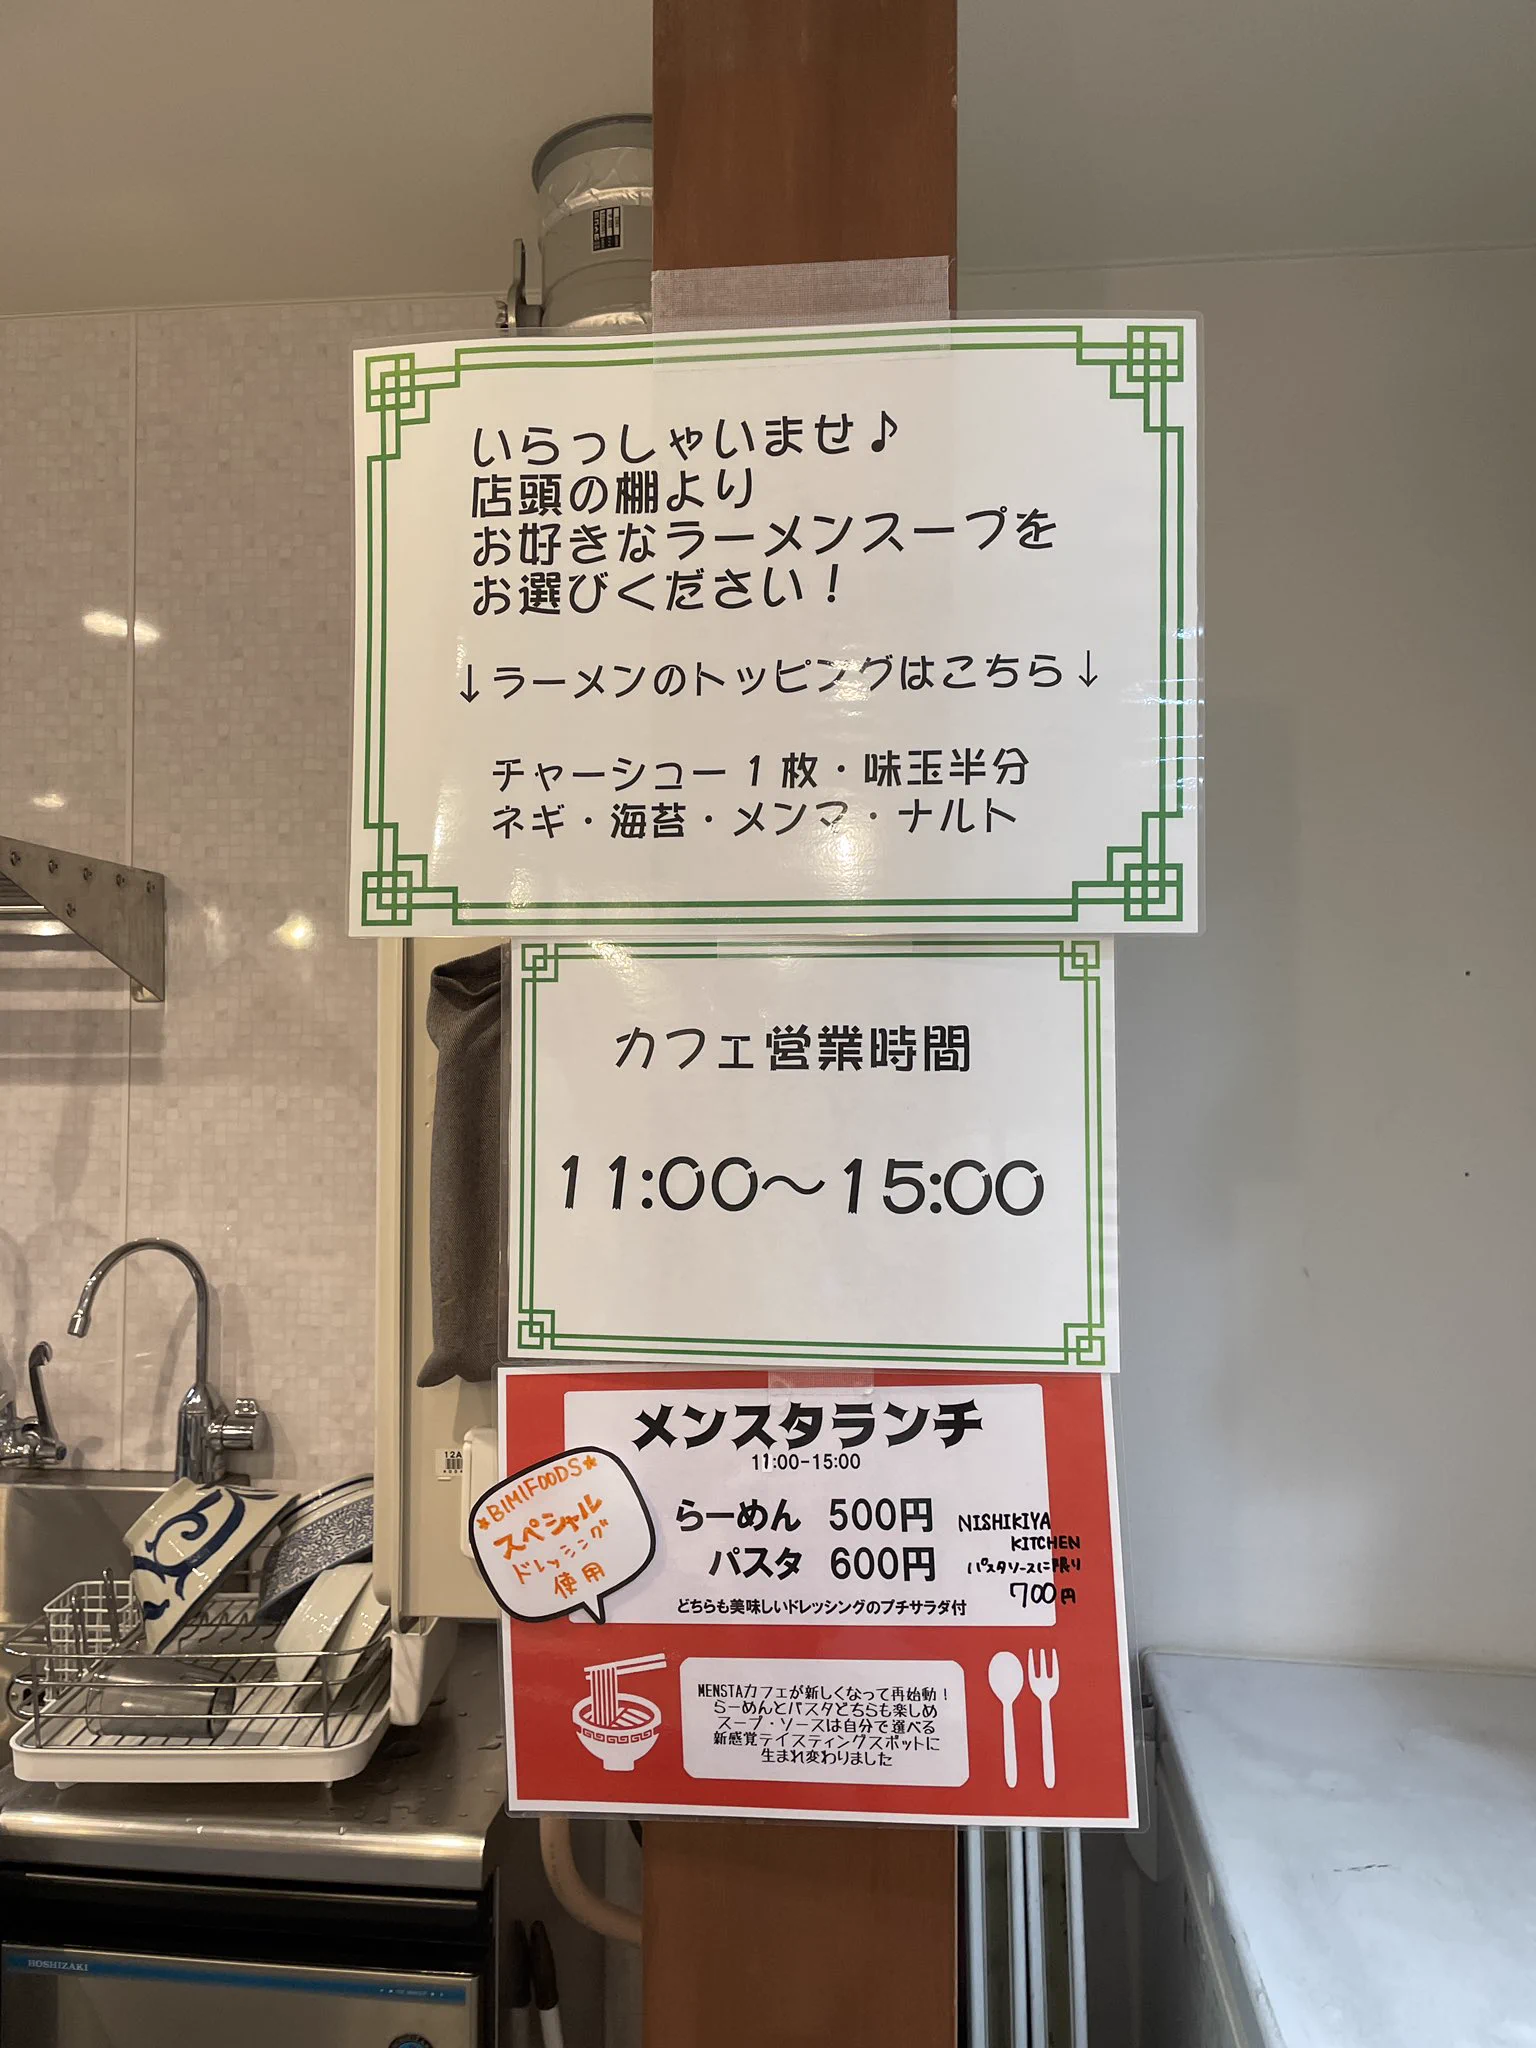 いらっしゃいませ♪
店頭の棚より
お好きなラーメンスープを
お選びください！
↓ラーメンのトッピングはこちら↓
チャーシュー1枚・味玉半分
ネギ・海苔・メンマ・ナルト
カフェ営業時間
11:00～15:00
メンスタランチ
11:00-15:00
らーめん 500円
パスタ 600円
NISHIKIYA
KITCHEN
パスタソースに限り
700円
どちらも美味しいドレッシングのプチサラダ付
★BIMIFOODS★
スペシャル
ドレッシング
使用
MENSTAカフェが新しくなって再始動！
らーめんとパスタどちらも楽しめ
スープ・ソースは自分で選べる
新感覚テイスティングスポットに
生まれ変わりました
12A
HOSHIZAKI